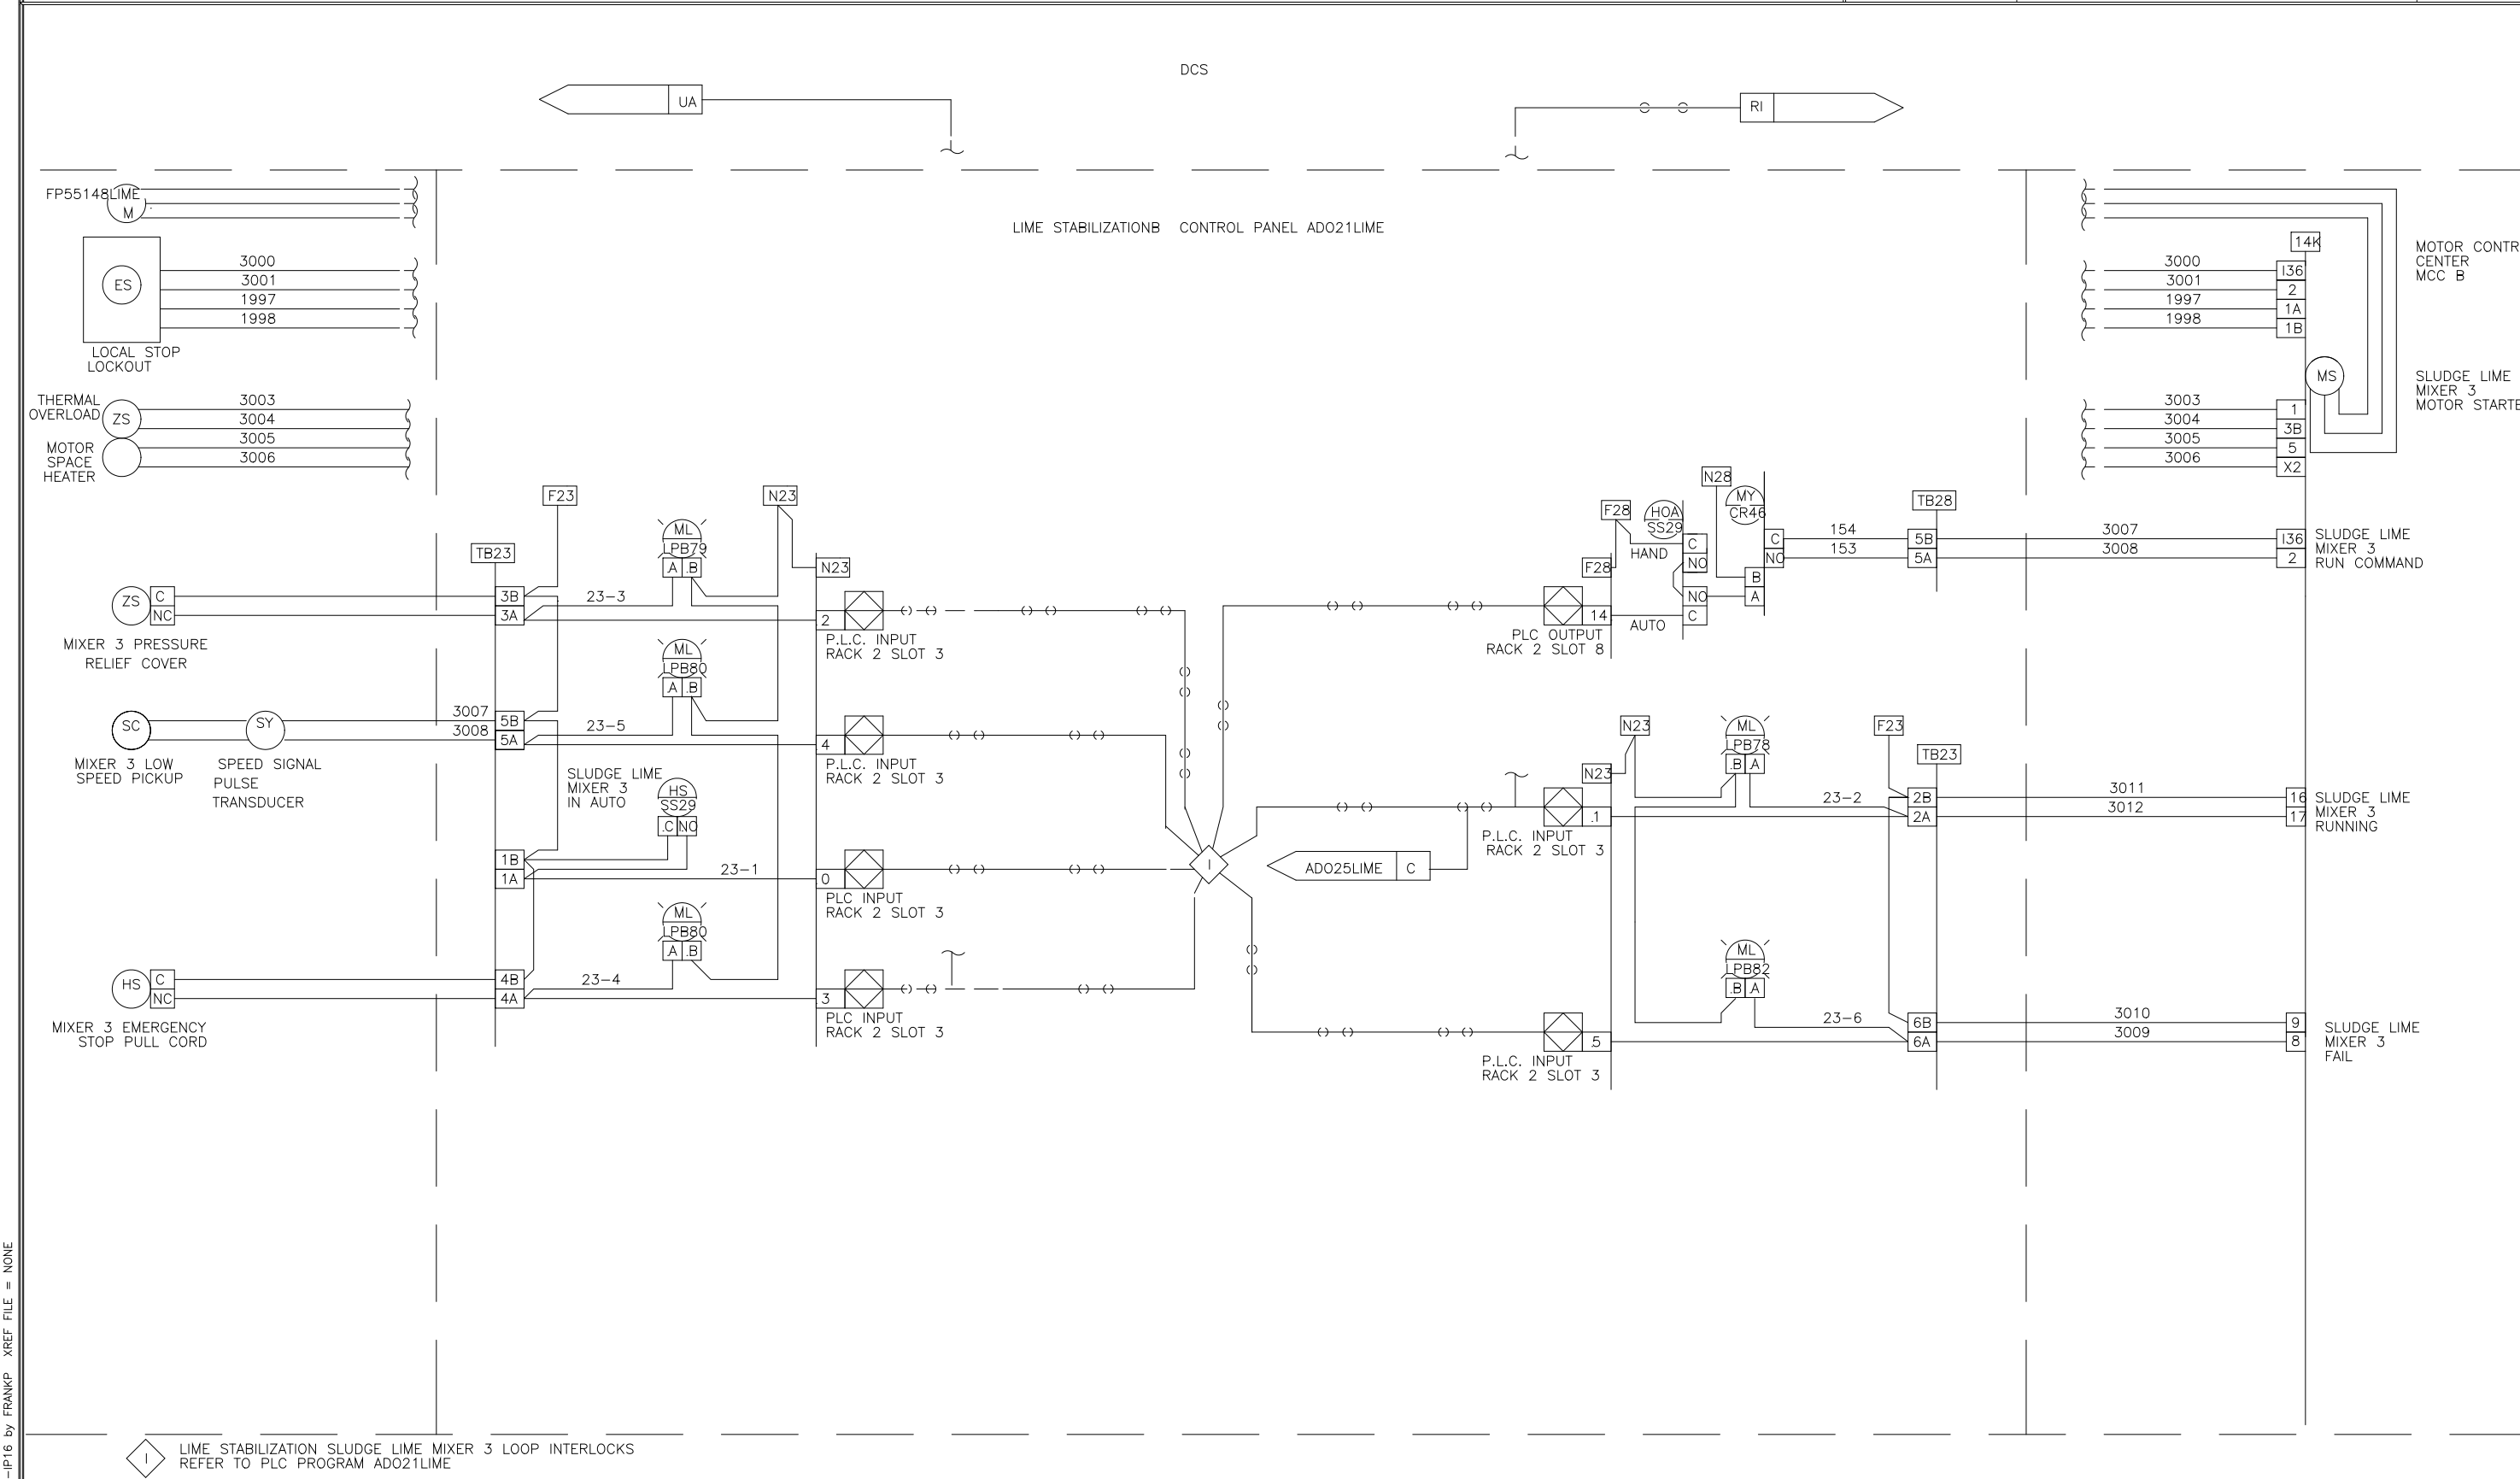 DCS
UA
RI
FP55148LIME
M
LIME STABILIZATIONB CONTROL PANEL ADO21LIME
ES
3000
3001
1997
1998
LOCAL STOP
LOCKOUT
THERMAL
OVERLOAD
ZS
MOTOR
SPACE
HEATER
3003
3004
3005
3006
14K
3000
3001
1997
1998
I36
2
1A
1B
MOTOR CONTR
CENTER
MCC B
MS
SLUDGE LIME
MIXER 3
MOTOR STARTE
3003
3004
3005
3006
1
3B
5
X2
TB23
F23
ML
LPB79
A .B
N23
N23
ZS
C
NC
MIXER 3 PRESSURE
RELIEF COVER
3B
3A
23-3
2
P.L.C. INPUT
RACK 2 SLOT 3
ML
LPB80
A .B
SC
SY
MIXER 3 LOW
SPEED PICKUP
SPEED SIGNAL
PULSE
TRANSDUCER
3007
3008
5B
5A
23-5
4
P.L.C. INPUT
RACK 2 SLOT 3
SLUDGE LIME
MIXER 3
IN AUTO
HS
SS29
.C NO
1B
1A
23-1
0
PLC INPUT
RACK 2 SLOT 3
ML
LPB80
A .B
HS
C
NC
MIXER 3 EMERGENCY
STOP PULL CORD
4B
4A
23-4
3
PLC INPUT
RACK 2 SLOT 3
I
F28
F28
HOA
SS29
HAND
C
NO
NO
C
AUTO
14
PLC OUTPUT
RACK 2 SLOT 8
N28
MY
CR46
C
NO
B
A
154
153
TB28
5B
5A
3007
3008
I36
2
SLUDGE LIME
MIXER 3
RUN COMMAND
N23
N23
ML
LPB78
.B A
F23
TB23
.1
P.L.C. INPUT
RACK 2 SLOT 3
23-2
2B
2A
3011
3012
16
17
SLUDGE LIME
MIXER 3
RUNNING
ADO25LIME C
ML
LPB82
.B A
.5
P.L.C. INPUT
RACK 2 SLOT 3
23-6
6B
6A
3010
3009
9
8
SLUDGE LIME
MIXER 3
FAIL
I
LIME STABILIZATION SLUDGE LIME MIXER 3 LOOP INTERLOCKS
REFER TO PLC PROGRAM ADO21LIME
-IP16 by FRANKP XREF FILE = NONE